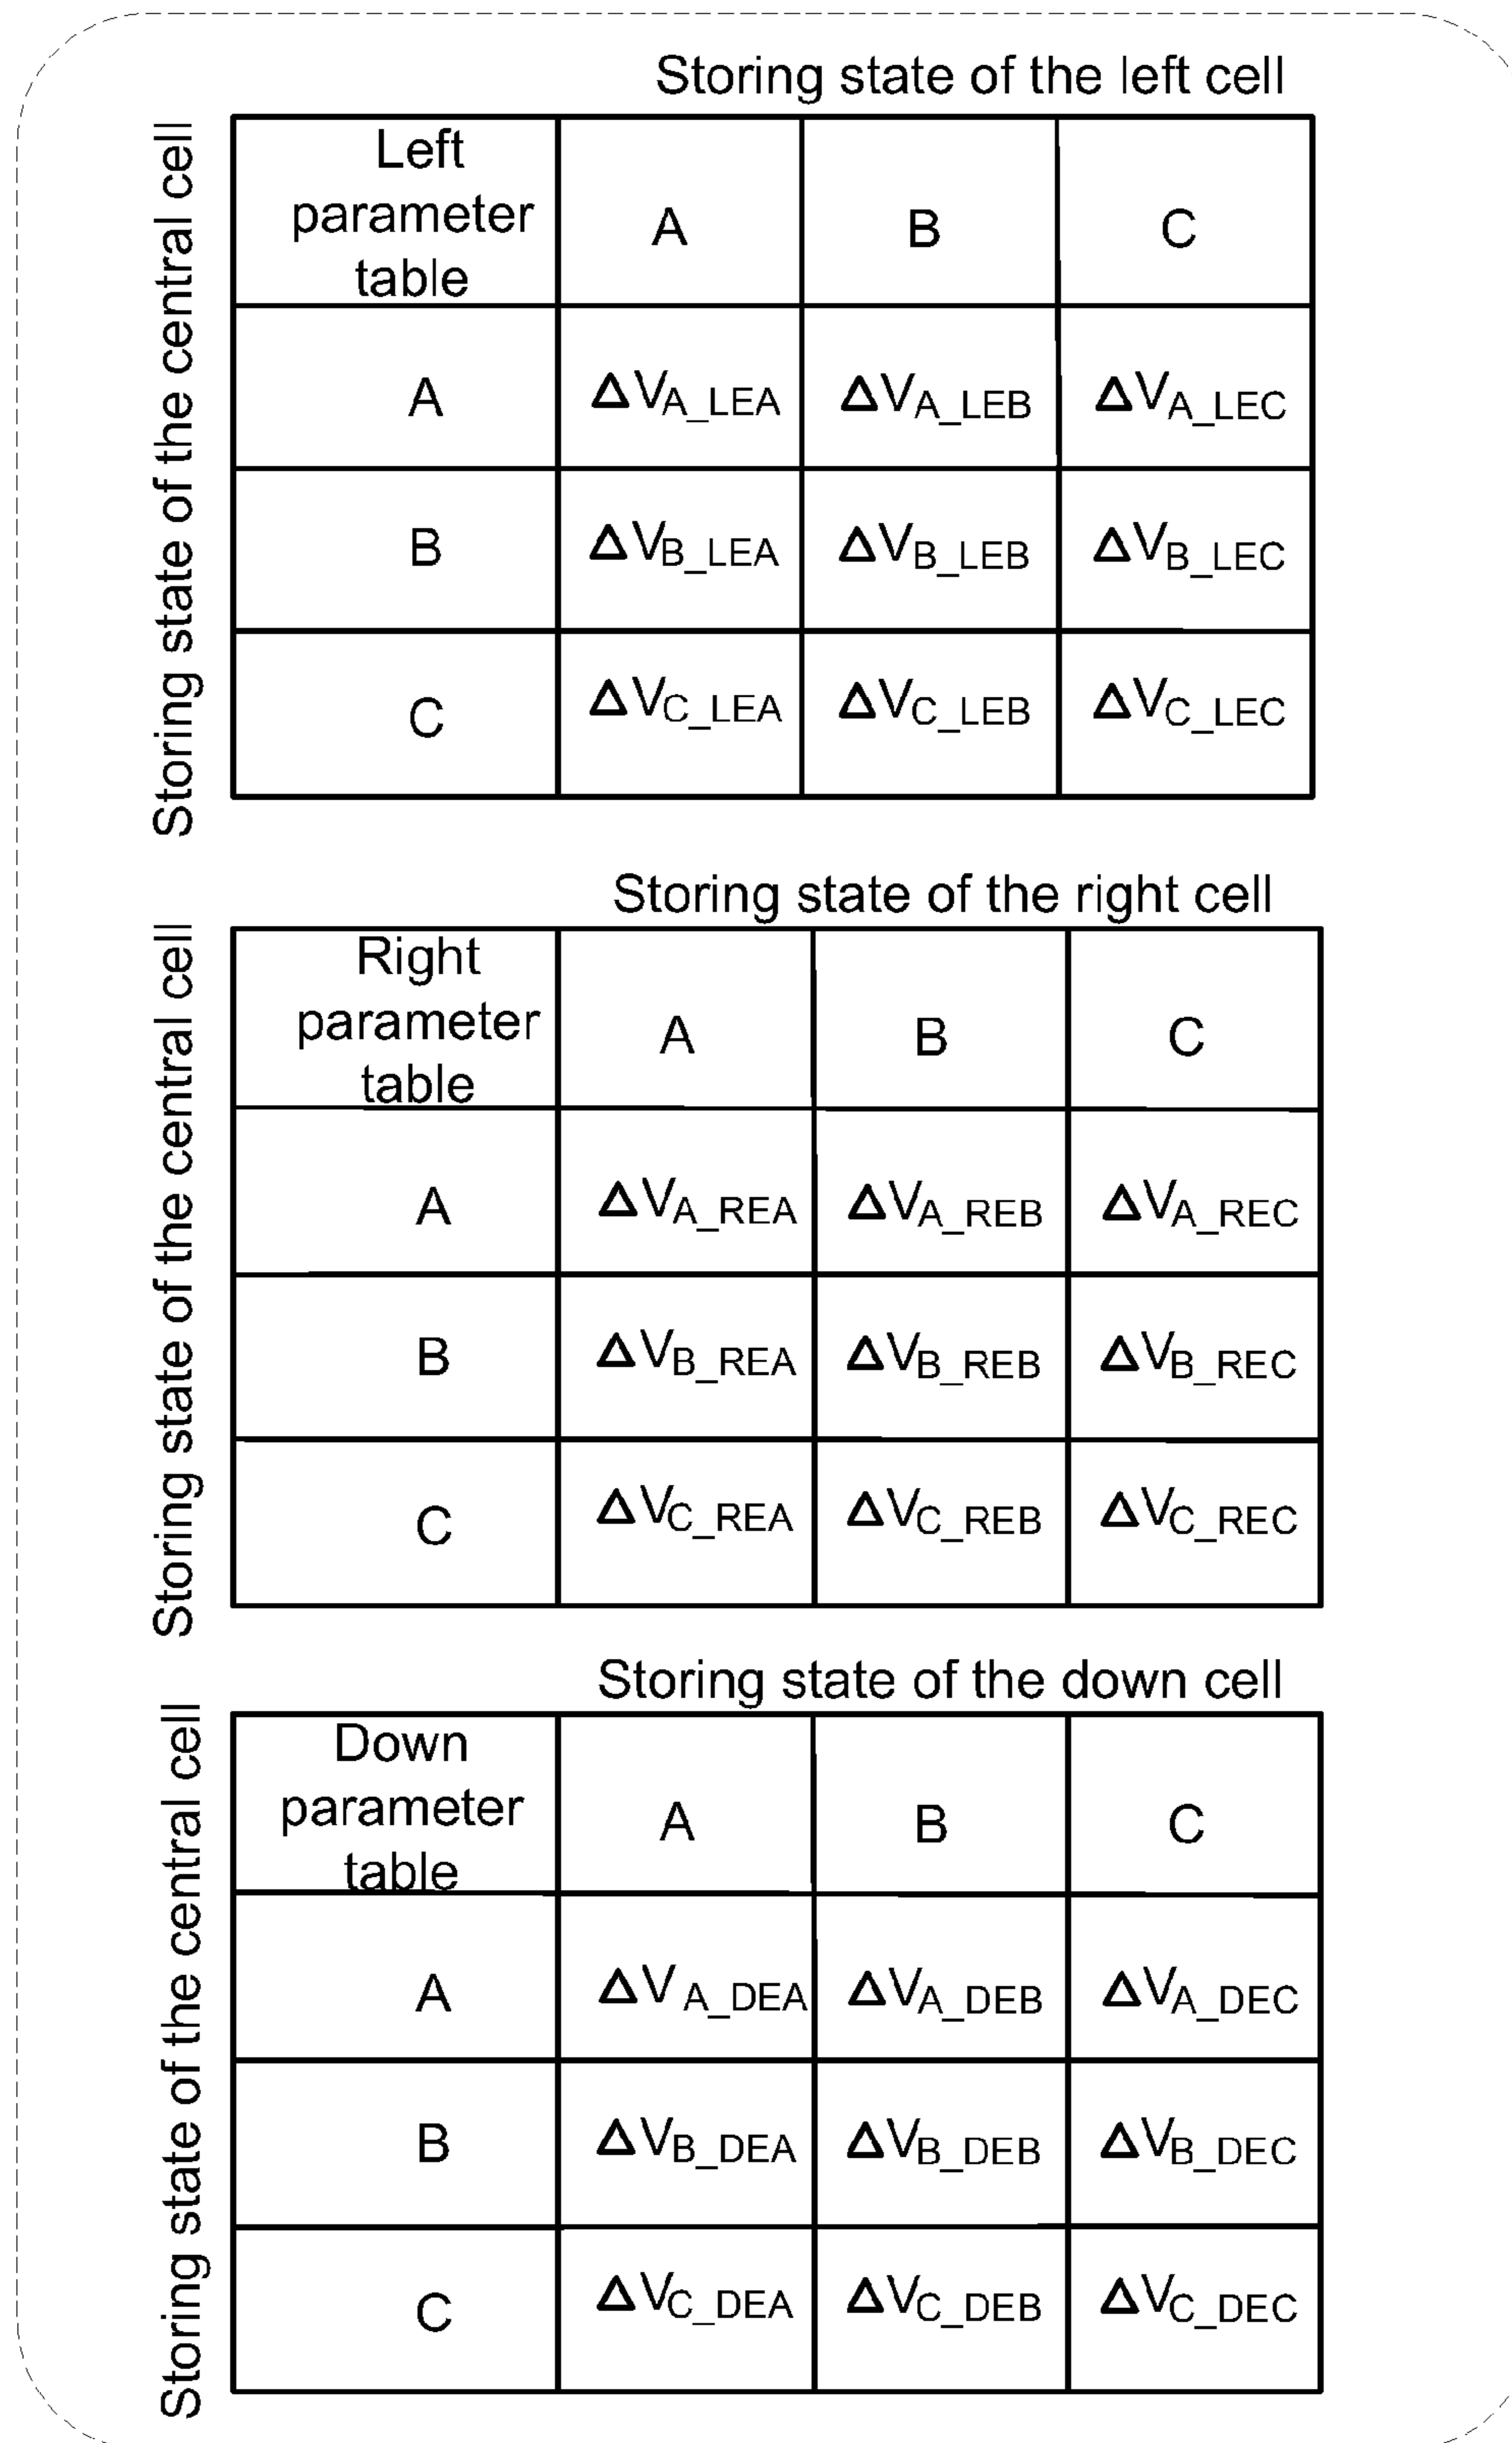 Storing state of the left cell
Storing state of the central cell
Left
parameter
table
A B C
A ΔVA_LEA ΔVA_LEB ΔVA_LEC
B ΔVB_LEA ΔVB_LEB ΔVB_LEC
C ΔVC_LEA ΔVC_LEB ΔVC_LEC
Storing state of the right cell
Storing state of the central cell
Right
parameter
table
A B C
A ΔVA_REA ΔVA_REB ΔVA_REC
B ΔVB_REA ΔVB_REB ΔVB_REC
C ΔVC_REA ΔVC_REB ΔVC_REC
Storing state of the down cell
Storing state of the central cell
Down
parameter
table
A B C
A ΔV A_DEA ΔVA_DEB ΔVA_DEC
B ΔVB_DEA ΔVB_DEB ΔVB_DEC
C ΔVC_DEA ΔVC_DEB ΔVC_DEC